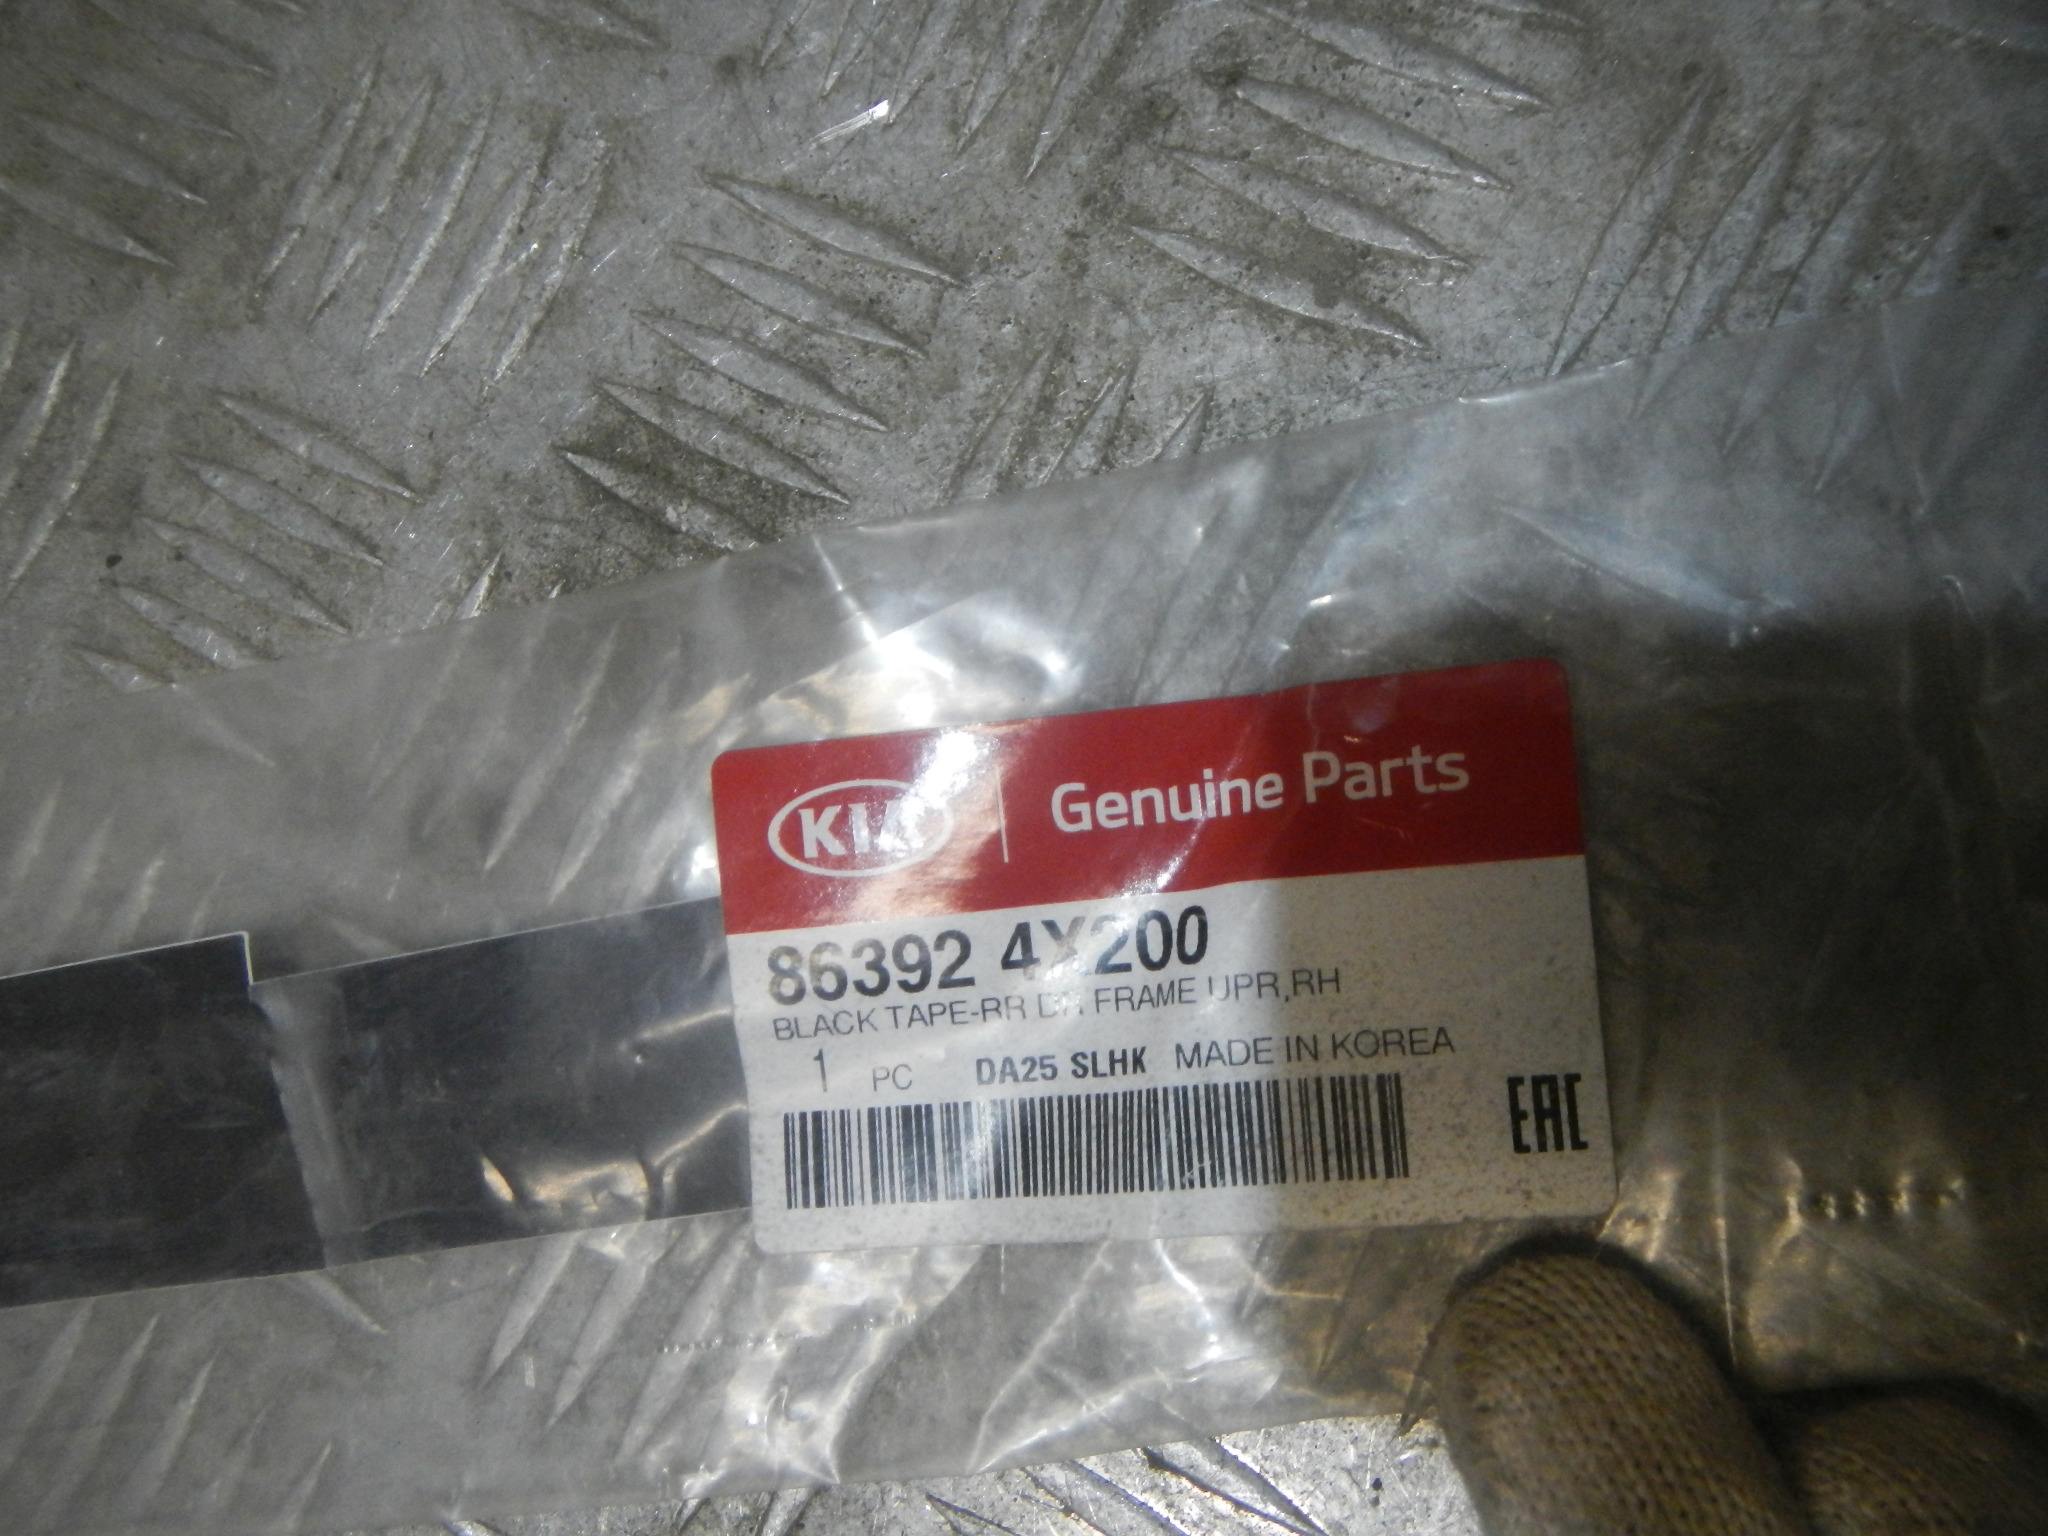 KIA Genuine Parts
86392 4X200
BLACK TAPE-RR DR FRAME UPR,RH
1 PC DA25 SLHK MADE IN KOREA
EAC